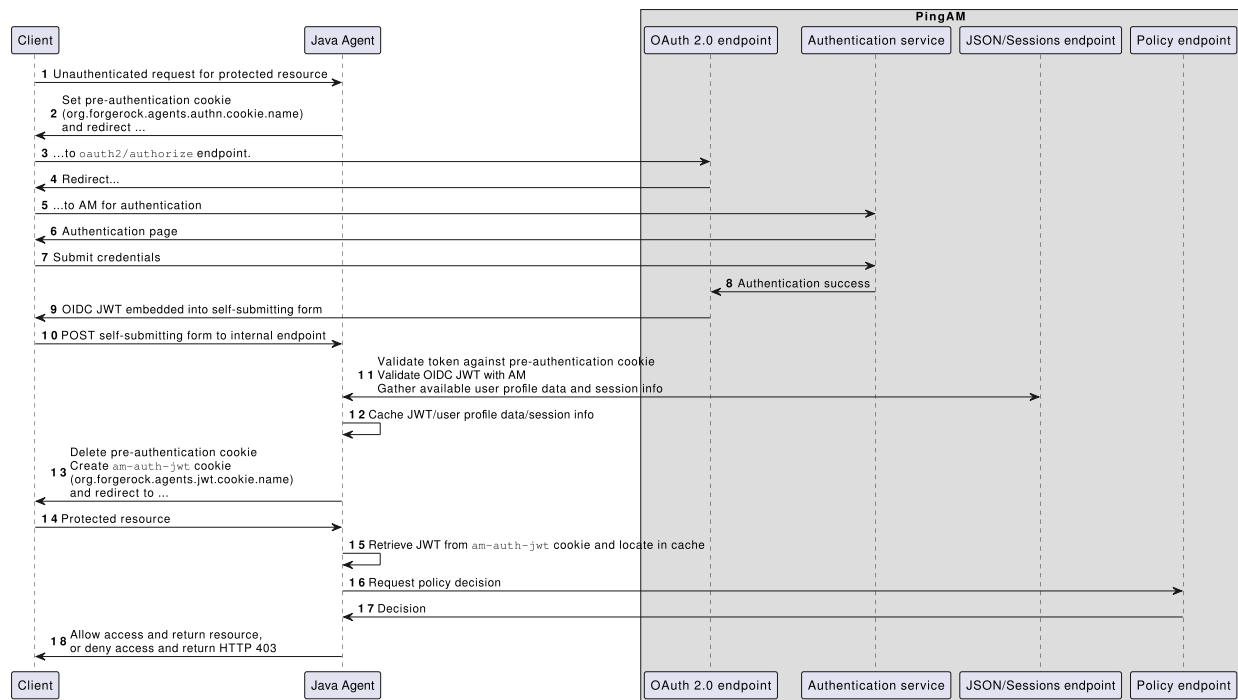 PingAM
Client
Java Agent
OAuth 2.0 endpoint
Authentication service
JSON/Sessions endpoint
Policy endpoint
1 Unauthenticated request for protected resource
Set pre-authentication cookie
2 (org.forgerock.agents.authn.cookie.name)
and redirect ...
3 ...to oauth2/authorize endpoint.
4 Redirect...
5 ...to AM for authentication
6 Authentication page
7 Submit credentials
8 Authentication success
9 OIDC JWT embedded into self-submitting form
10 POST self-submitting form to internal endpoint
Validate token against pre-authentication cookie
11 Validate OIDC JWT with AM
Gather available user profile data and session info
12 Cache JWT/user profile data/session info
Delete pre-authentication cookie
13 Create am-auth-jwt cookie
(org.forgerock.agents.jwt.cookie.name)
and redirect to ...
14 Protected resource
15 Retrieve JWT from am-auth-jwt cookie and locate in cache
16 Request policy decision
17 Decision
18 Allow access and return resource,
or deny access and return HTTP 403
Client
Java Agent
OAuth 2.0 endpoint
Authentication service
JSON/Sessions endpoint
Policy endpoint